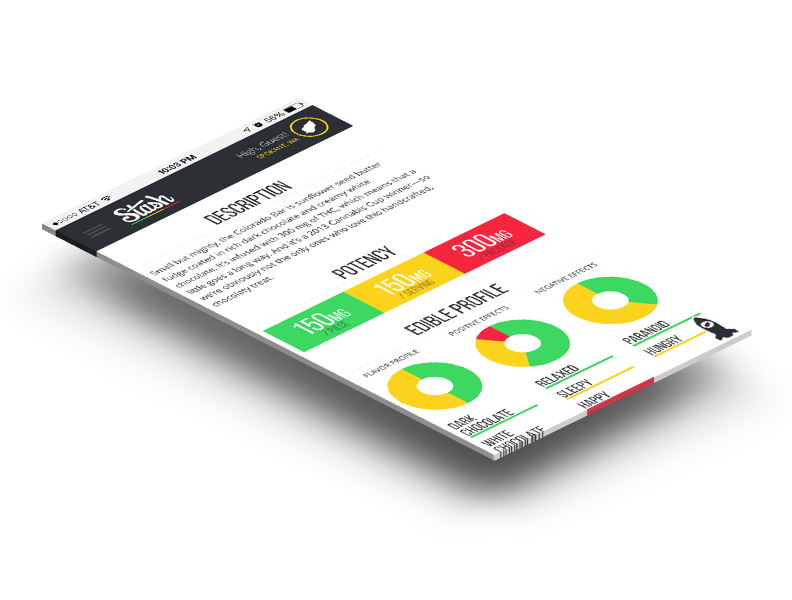 AT&T 10:03 PM 56%
Stash
High, Guest
SPOKANE, WA
DESCRIPTION
Small but mighty, the Colorado Bar is sunflower seed butter
fudge coated in rich dark chocolate and creamy white
chocolate. It's infused with 300 mg of THC, which means that a
little goes a long way. And it's a 2013 Cannabis Cup winner—so
we're obviously not the only ones who love this handcrafted,
chocolaty treat.
POTENCY
150MG
/ PIECE
150MG
/ SERVING
300MG
/ PACKAGE
EDIBLE PROFILE
FLAVOR PROFILE
POSITIVE EFFECTS
NEGATIVE EFFECTS
DARK
CHOCOLATE
WHITE
CHOCOLATE
RELAXED
SLEEPY
HAPPY
PARANOID
HUNGRY